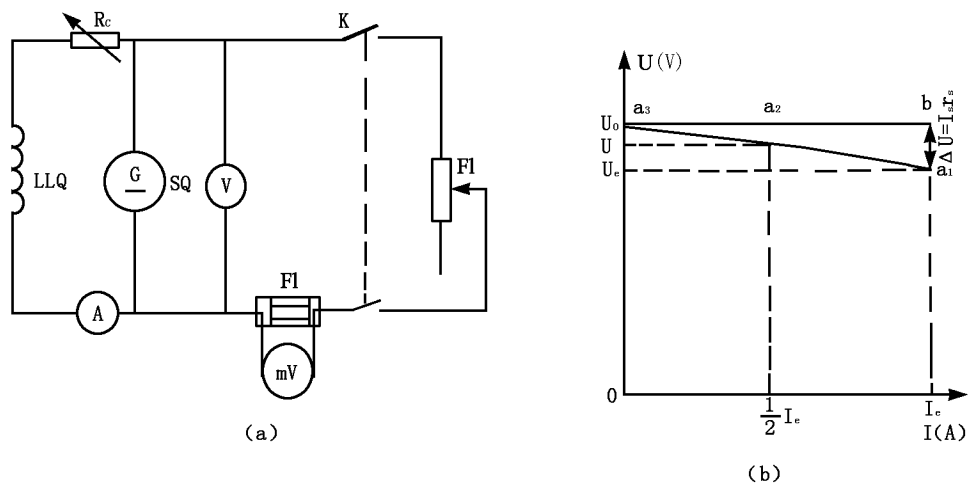 Rc
K
LLQ
G
SQ
V
Fl
Fl
A
mV
(a)
U(V)
a₃
a₂
b
U₀
U
Uₑ
ΔU=Iₛrₛ
a₁
0
1/2 Iₑ
Iₑ
I(A)
(b)